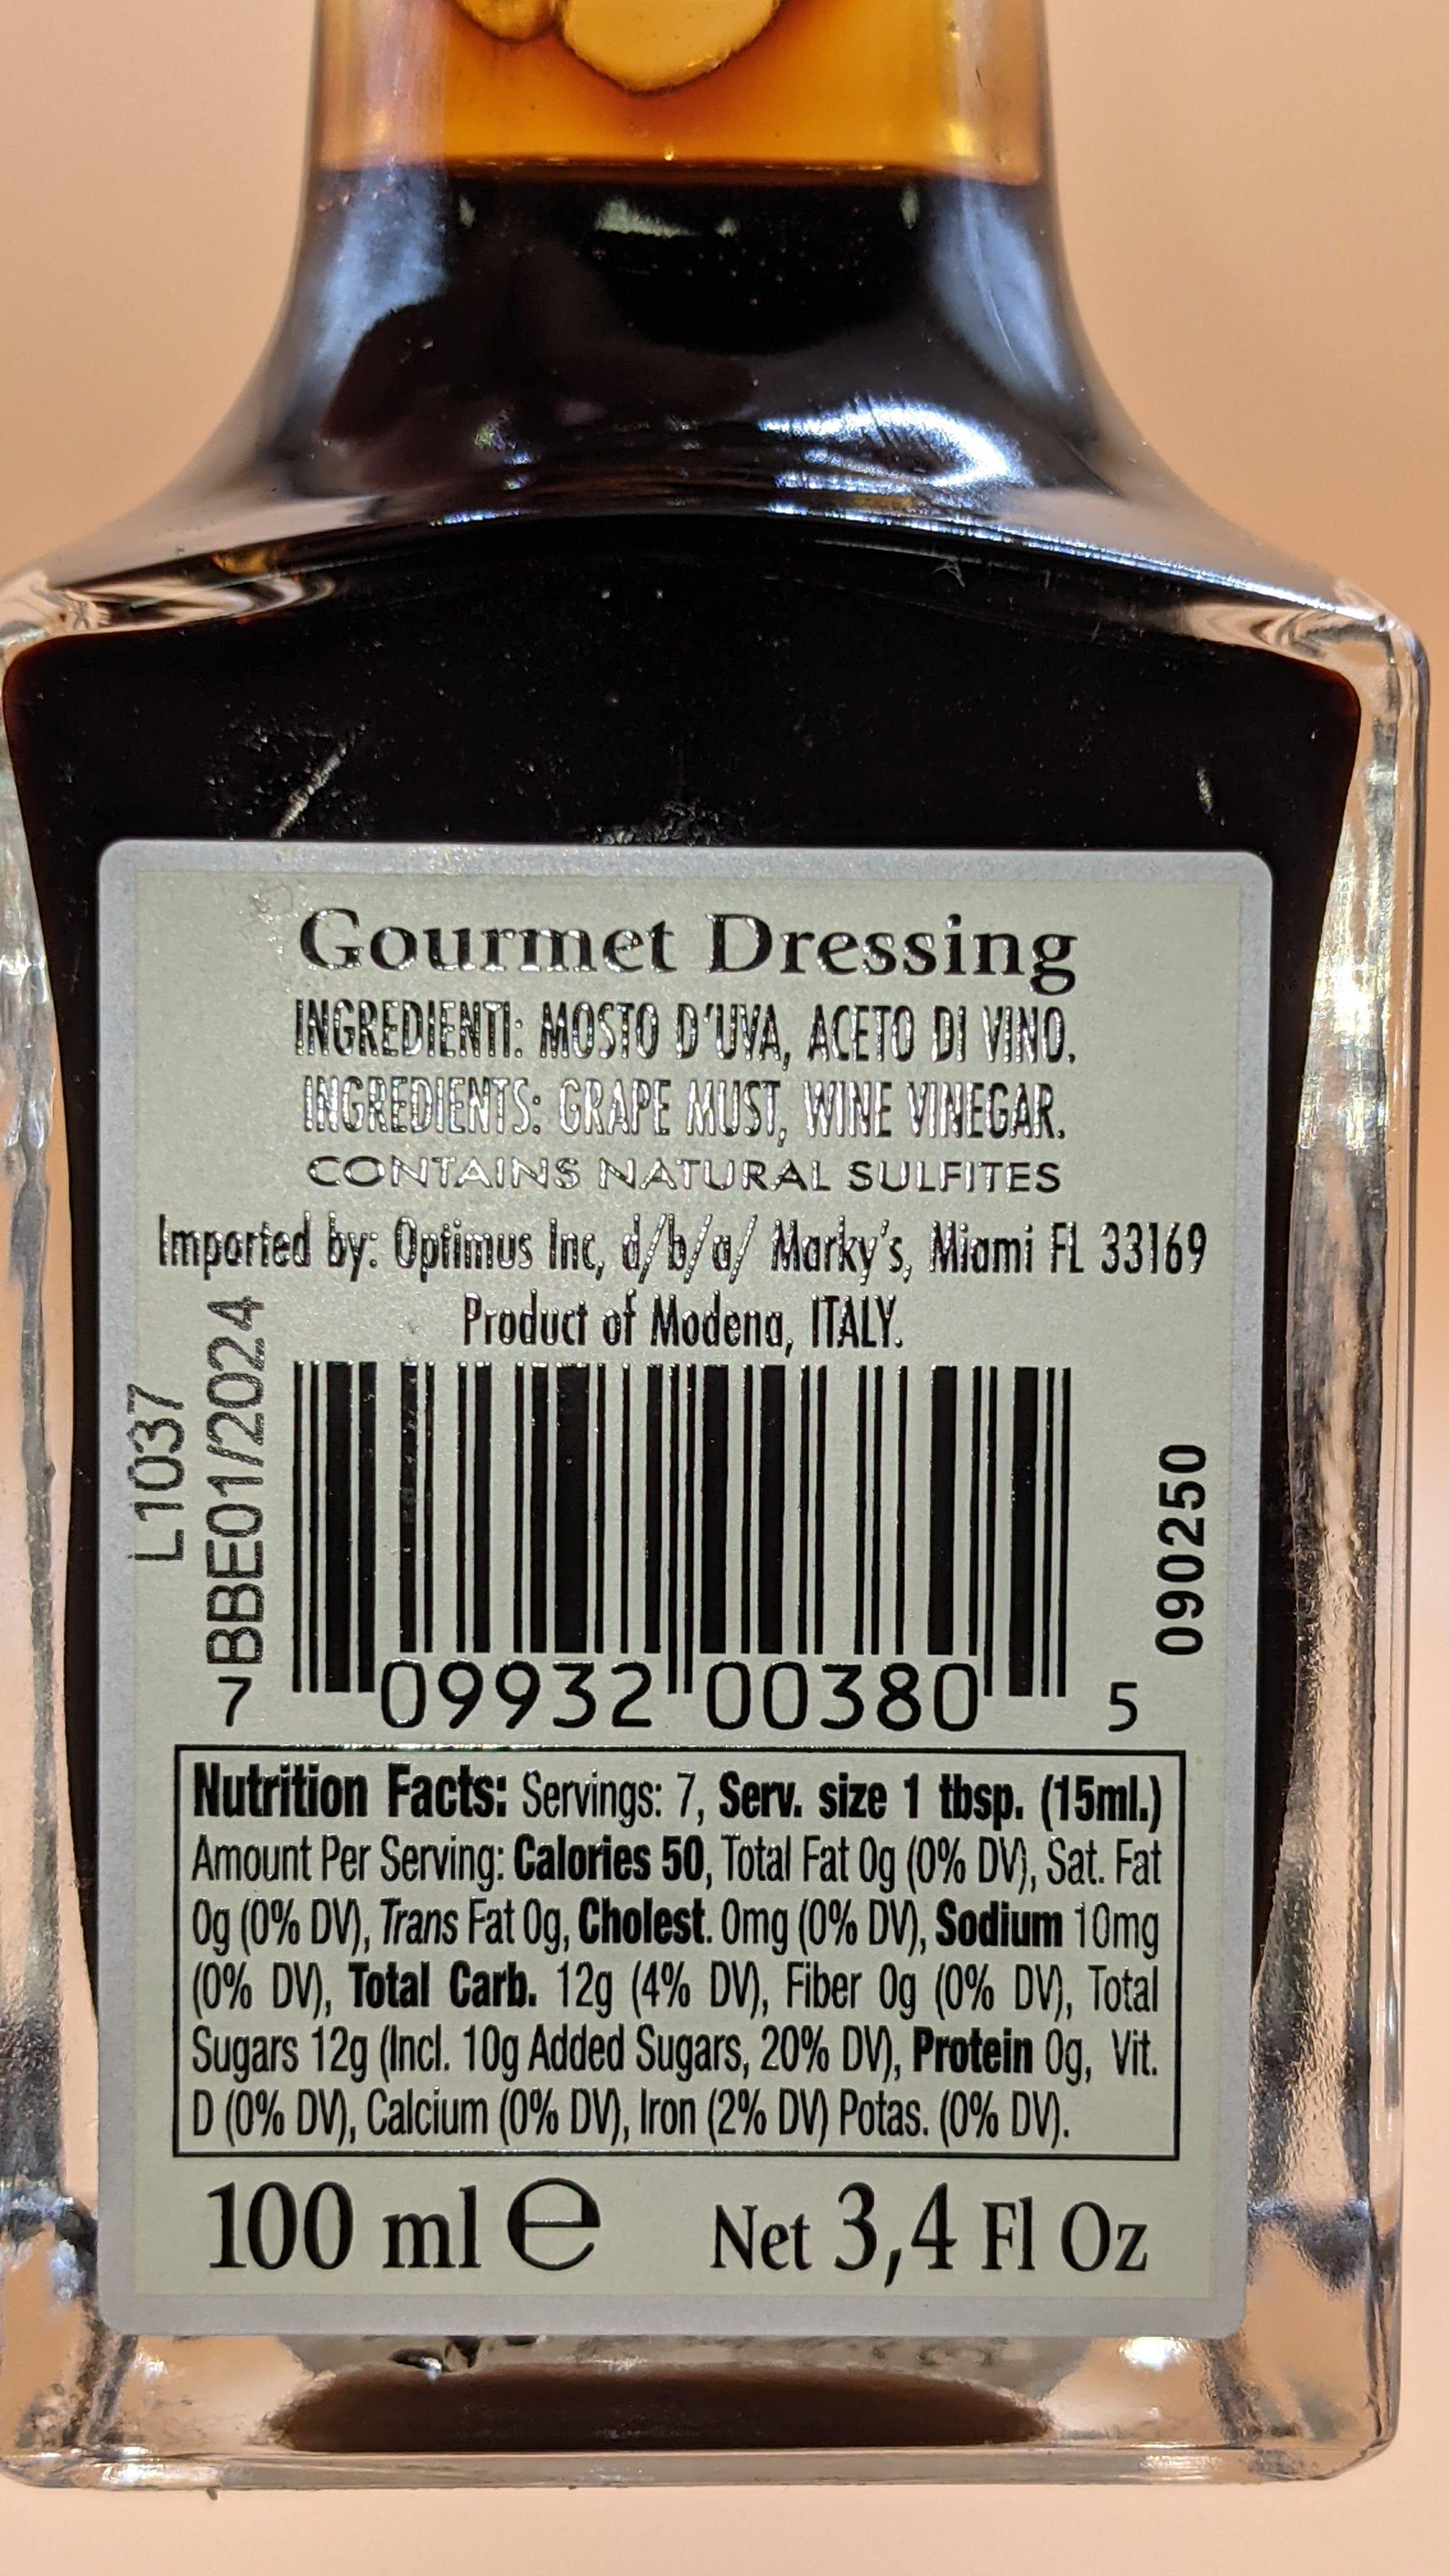 Gourmet Dressing
INGREDIENTI: MOSTO D'UVA, ACETO DI VINO.
INGREDIENTS: GRAPE MUST, WINE VINEGAR.
CONTAINS NATURAL SULFITES
Imported by: Optimus Inc, d/b/a/ Marky's, Miami FL 33169
Product of Modena, ITALY.
L1037
BBE01/2024
090250
7 09932 00380 5
Nutrition Facts: Servings: 7, Serv. size 1 tbsp. (15ml.)
Amount Per Serving: Calories 50, Total Fat 0g (0% DV), Sat. Fat
0g (0% DV), Trans Fat 0g, Cholest. 0mg (0% DV), Sodium 10mg
(0% DV), Total Carb. 12g (4% DV), Fiber 0g (0% DV), Total
Sugars 12g (Incl. 10g Added Sugars, 20% DV), Protein 0g, Vit.
D (0% DV), Calcium (0% DV), Iron (2% DV) Potas. (0% DV).
100 ml e Net 3,4 Fl Oz